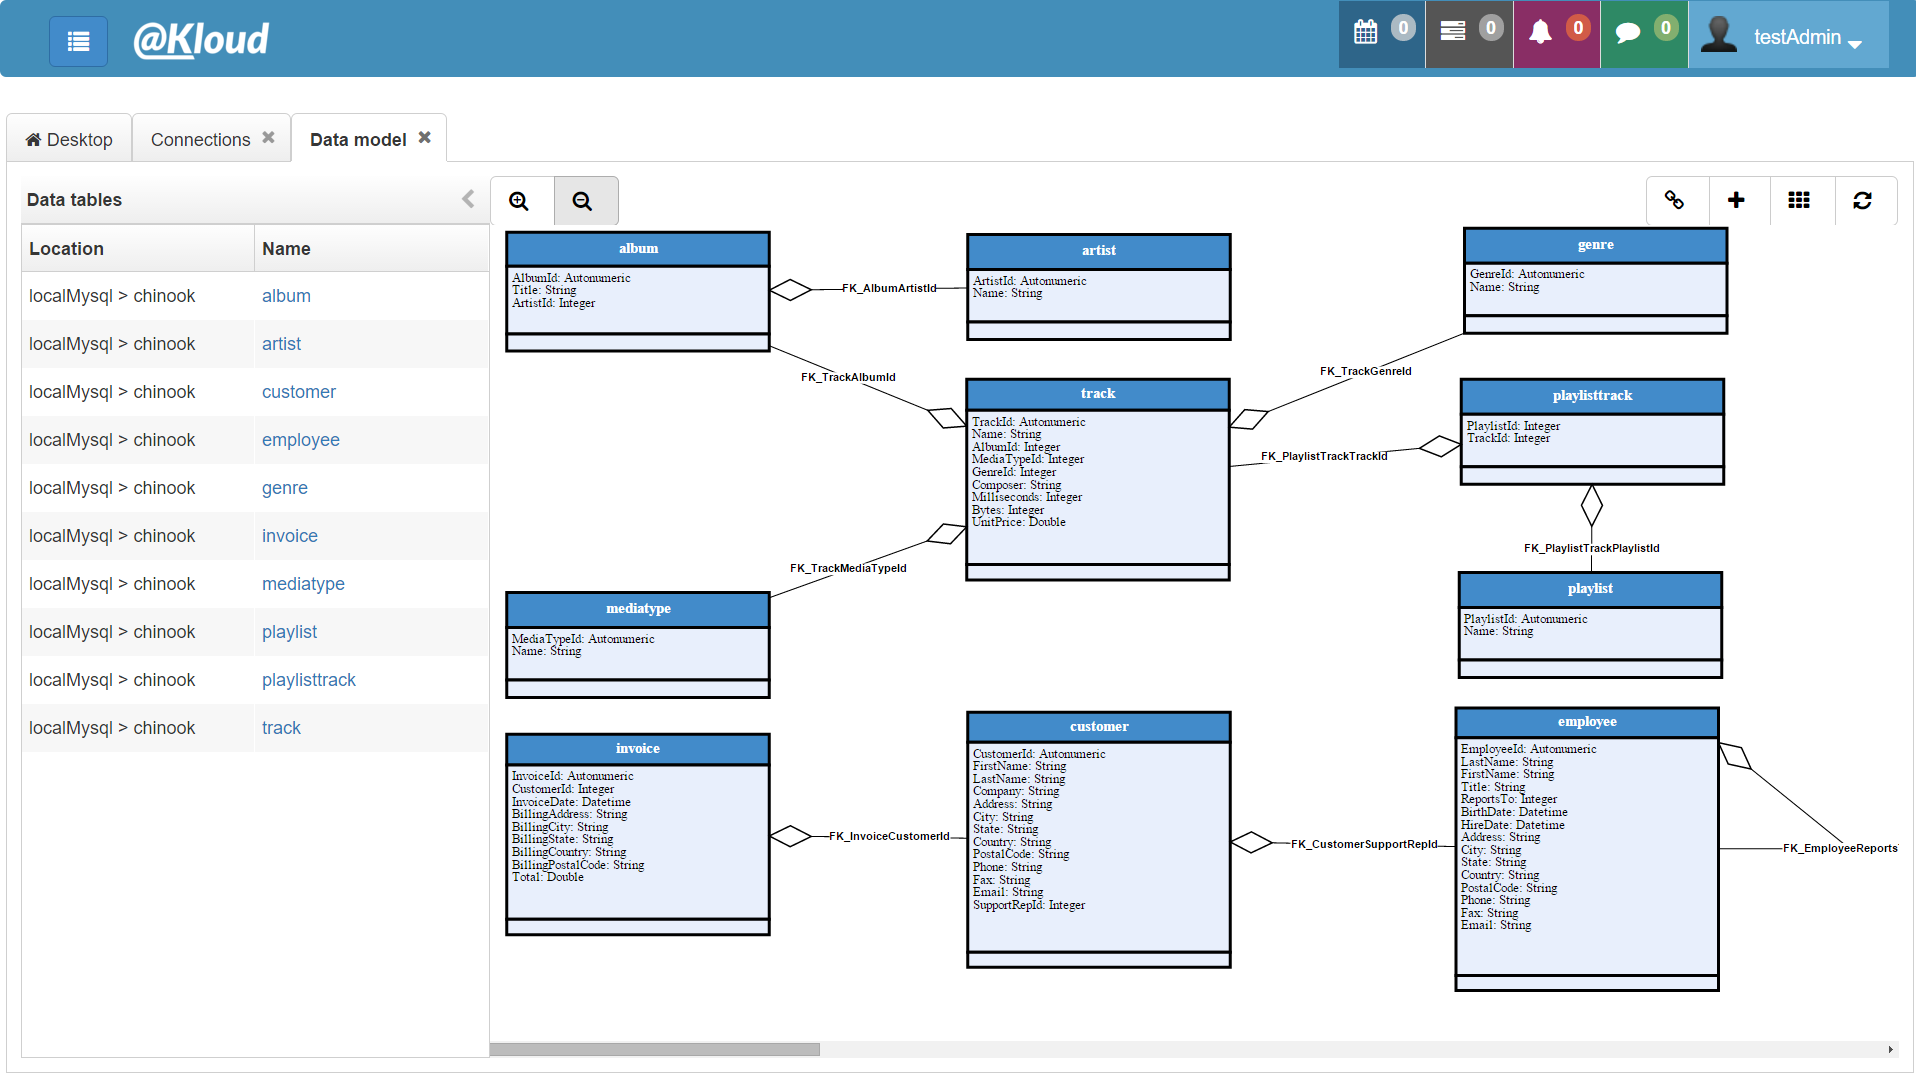 @Kloud
0
0
0
0
testAdmin
Desktop
Connections
Data model
Data tables
Location Name
localMysql > chinook album
localMysql > chinook artist
localMysql > chinook customer
localMysql > chinook employee
localMysql > chinook genre
localMysql > chinook invoice
localMysql > chinook mediatype
localMysql > chinook playlist
localMysql > chinook playlisttrack
localMysql > chinook track
album
AlbumId: Autonumeric
Title: String
ArtistId: Integer
FK_AlbumArtistId
artist
ArtistId: Autonumeric
Name: String
genre
GenreId: Autonumeric
Name: String
FK_TrackAlbumId
FK_TrackGenreId
track
TrackId: Autonumeric
Name: String
AlbumId: Integer
MediaTypeId: Integer
GenreId: Integer
Composer: String
Milliseconds: Integer
Bytes: Integer
UnitPrice: Double
playlisttrack
PlaylistId: Integer
TrackId: Integer
FK_PlaylistTrackTrackId
FK_PlaylistTrackPlaylistId
FK_TrackMediaTypeId
mediatype
MediaTypeId: Autonumeric
Name: String
playlist
PlaylistId: Autonumeric
Name: String
invoice
InvoiceId: Autonumeric
CustomerId: Integer
InvoiceDate: Datetime
BillingAddress: String
BillingCity: String
BillingState: String
BillingCountry: String
BillingPostalCode: String
Total: Double
FK_InvoiceCustomerId
customer
CustomerId: Autonumeric
FirstName: String
LastName: String
Company: String
Address: String
City: String
State: String
Country: String
PostalCode: String
Phone: String
Fax: String
Email: String
SupportRepId: Integer
FK_CustomerSupportRepId
employee
EmployeeId: Autonumeric
LastName: String
FirstName: String
Title: String
ReportsTo: Integer
BirthDate: Datetime
HireDate: Datetime
Address: String
City: String
State: String
Country: String
PostalCode: String
Phone: String
Fax: String
Email: String
FK_EmployeeReports